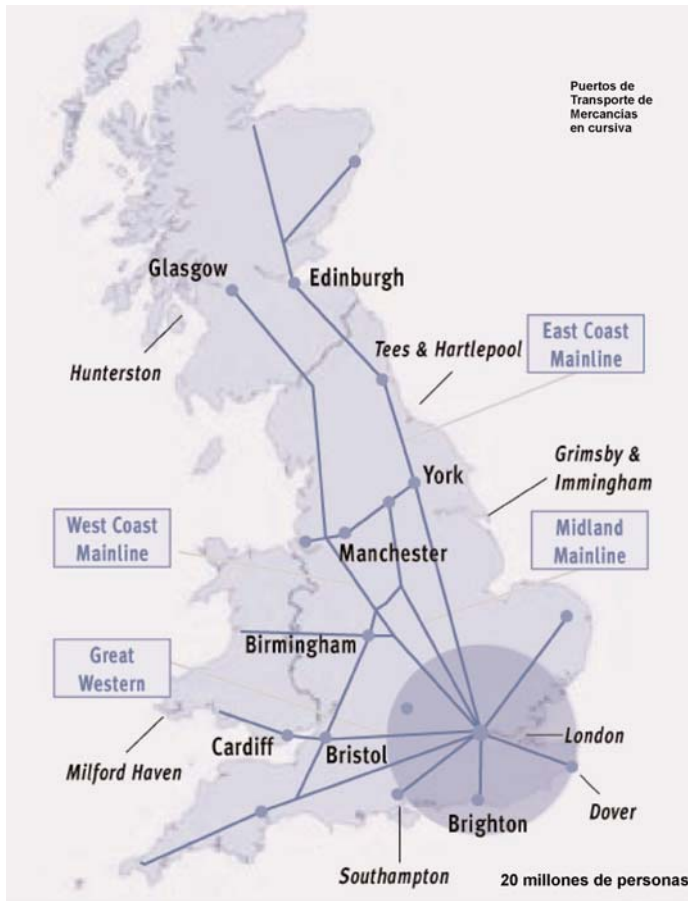 Puertos de
Transporte de
Mercancías
en cursiva
Glasgow
Edinburgh
East Coast
Mainline
Tees & Hartlepool
Hunterston
Grimsby &
Immingham
York
West Coast
Mainline
Manchester
Midland
Mainline
Birmingham
Great
Western
London
Cardiff
Bristol
Milford Haven
Dover
Brighton
Southampton
20 millones de personas